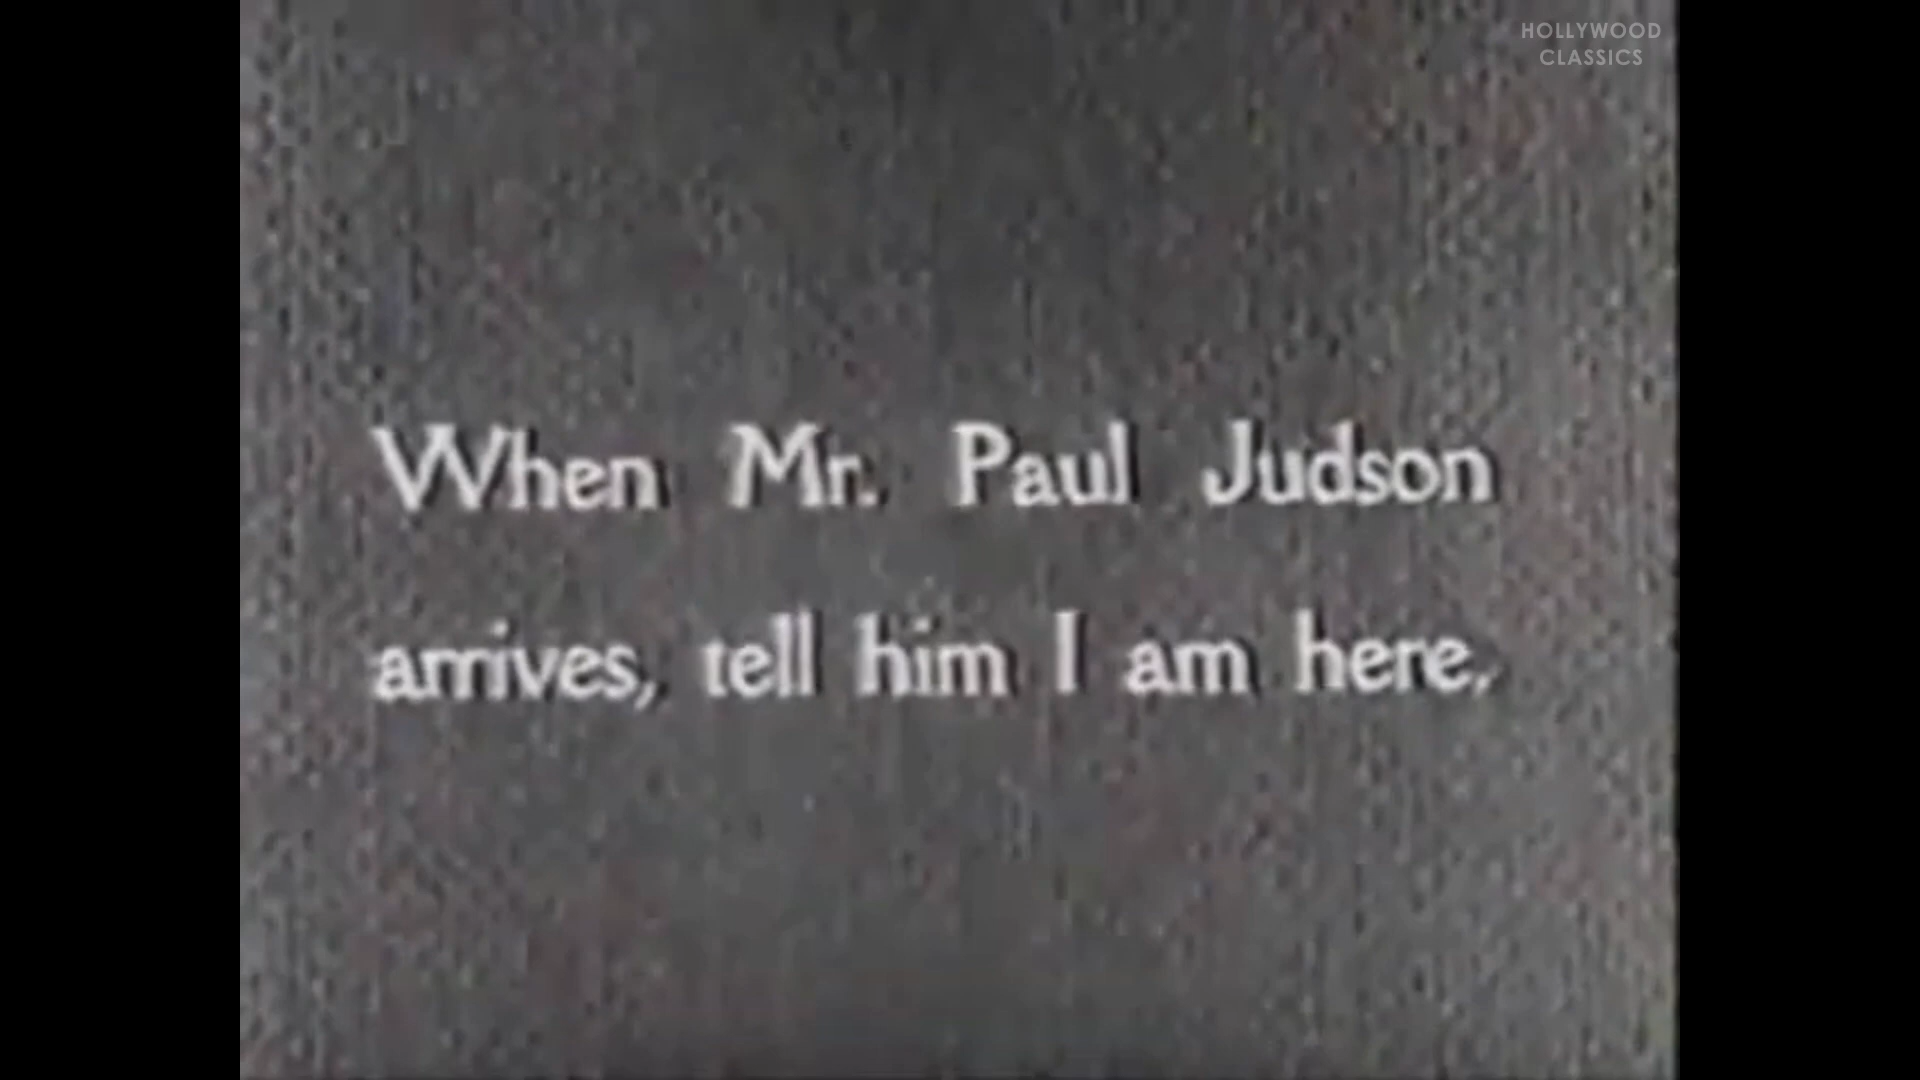 HOLLYWOOD
CLASSICS
When Mr. Paul Judson
arrives, tell him I am here.